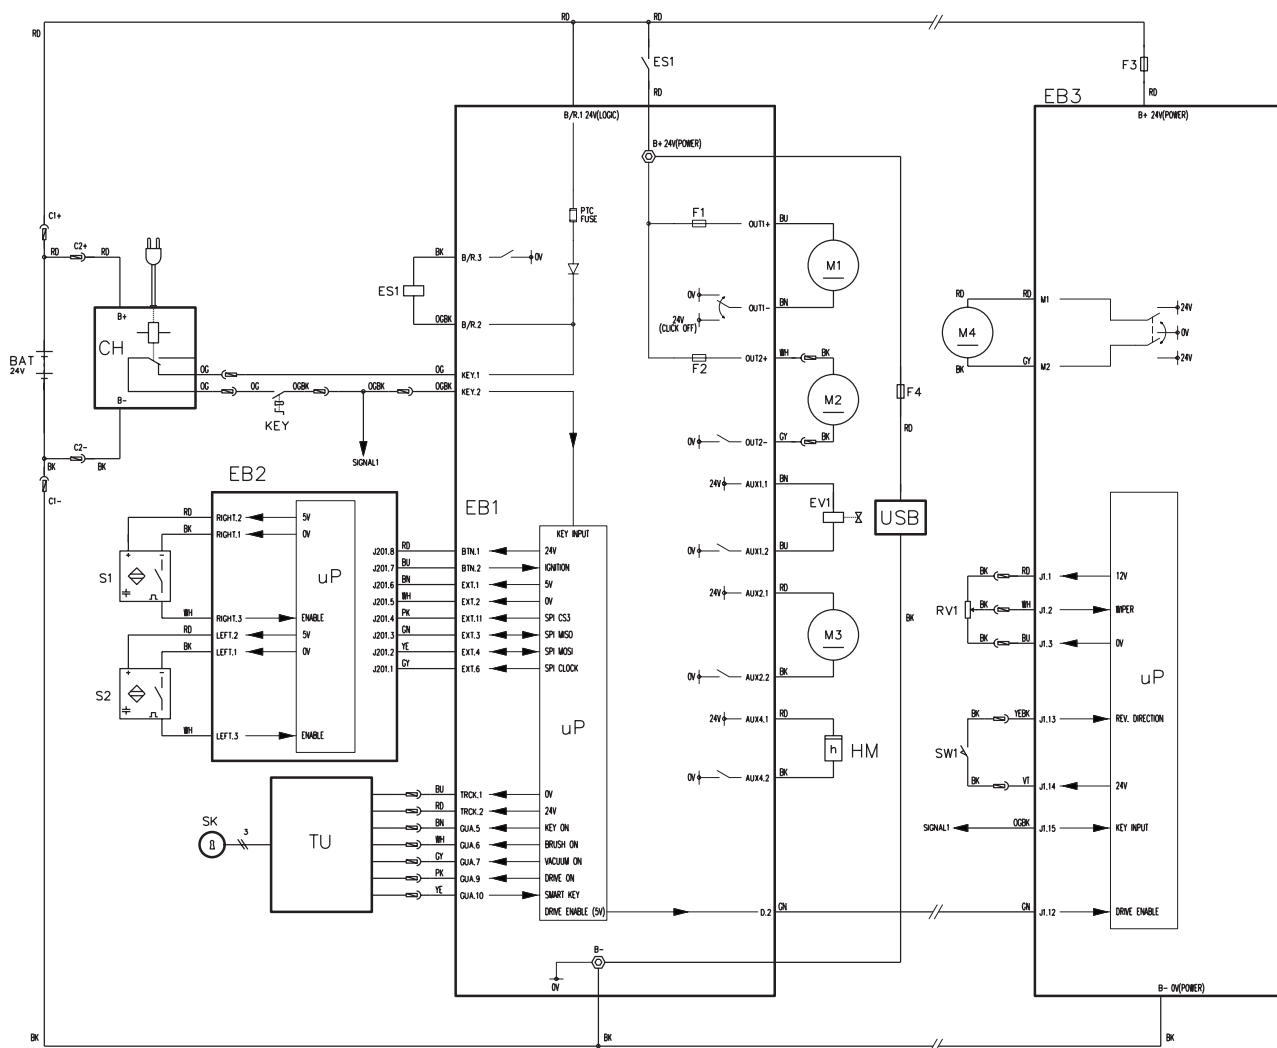 RD
RD
RD
RD
ES1
F3
RD
RD
EB3
B/R.1 24V(LOGIC)
B+ 24V(POWER)
B+ 24V(POWER)
C1+
PTC
FUSE
F1
OUT1+
BU
M1
RD
C2+
RD
BK
B/R.3
0V
ES1
0V
OUT1-
BN
24V
(CLICK OFF)
OGBK
B/R.2
B+
CH
BAT
24V
B-
OG
OG
KEY.1
OG
OG
OGBK
OGBK
OGBK
KEY.2
KEY
SIGNAL1
F2
OUT2+
WH
BK
M2
F4
RD
0V
OUT2-
GY
BK
RD
M1
24V
M4
0V
GY
M2
24V
BK
C2-
BK
BK
C1-
EB2
EB1
24V
AUX1.1
BN
EV1
USB
0V
AUX1.2
BU
RD
RIGHT.2
5V
BK
RIGHT.1
0V
uP
S1
WH
RIGHT.3
ENABLE
RD
LEFT.2
5V
BK
LEFT.1
0V
S2
WH
LEFT.3
ENABLE
KEY INPUT
J201.8
RD
BTN.1
24V
J201.7
BU
BTN.2
IGNITION
J201.6
BN
EXT.1
5V
J201.5
WH
EXT.2
0V
J201.4
PK
EXT.11
SPI CS3
J201.3
GN
EXT.3
SPI MISO
J201.2
YE
EXT.4
SPI MOSI
J201.1
GY
EXT.6
SPI CLOCK
uP
24V
AUX2.1
RD
M3
BK
0V
AUX2.2
BK
24V
AUX4.1
RD
h
HM
0V
AUX4.2
BK
BK
RD
J1.1
12V
RV1
BK
WH
J1.2
WIPER
BK
BU
J1.3
0V
uP
BK
YEBK
J1.13
REV. DIRECTION
SW1
BK
VT
J1.14
24V
SIGNAL1
OGBK
J1.15
KEY INPUT
SK
3
TU
BU
TRCK.1
0V
RD
TRCK.2
24V
BN
GUA.5
KEY ON
WH
GUA.6
BRUSH ON
GY
GUA.7
VACUUM ON
PK
GUA.9
DRIVE ON
YE
GUA.10
SMART KEY
DRIVE ENABLE (5V)
D.2
GN
GN
J1.12
DRIVE ENABLE
B-
0V
B- 0V(POWER)
BK
BK
BK